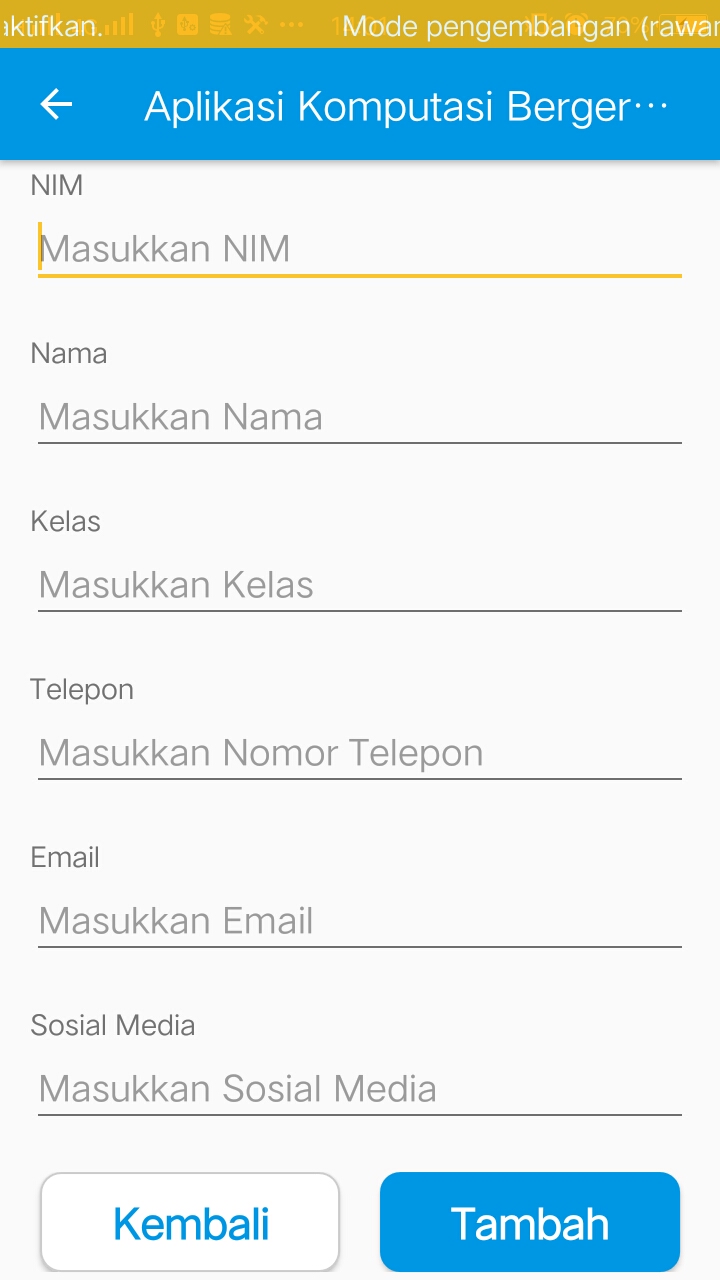 aktifkan. Mode pengembangan (rawan
Aplikasi Komputasi Berger...
NIM
Masukkan NIM
Nama
Masukkan Nama
Kelas
Masukkan Kelas
Telepon
Masukkan Nomor Telepon
Email
Masukkan Email
Sosial Media
Masukkan Sosial Media
Kembali Tambah